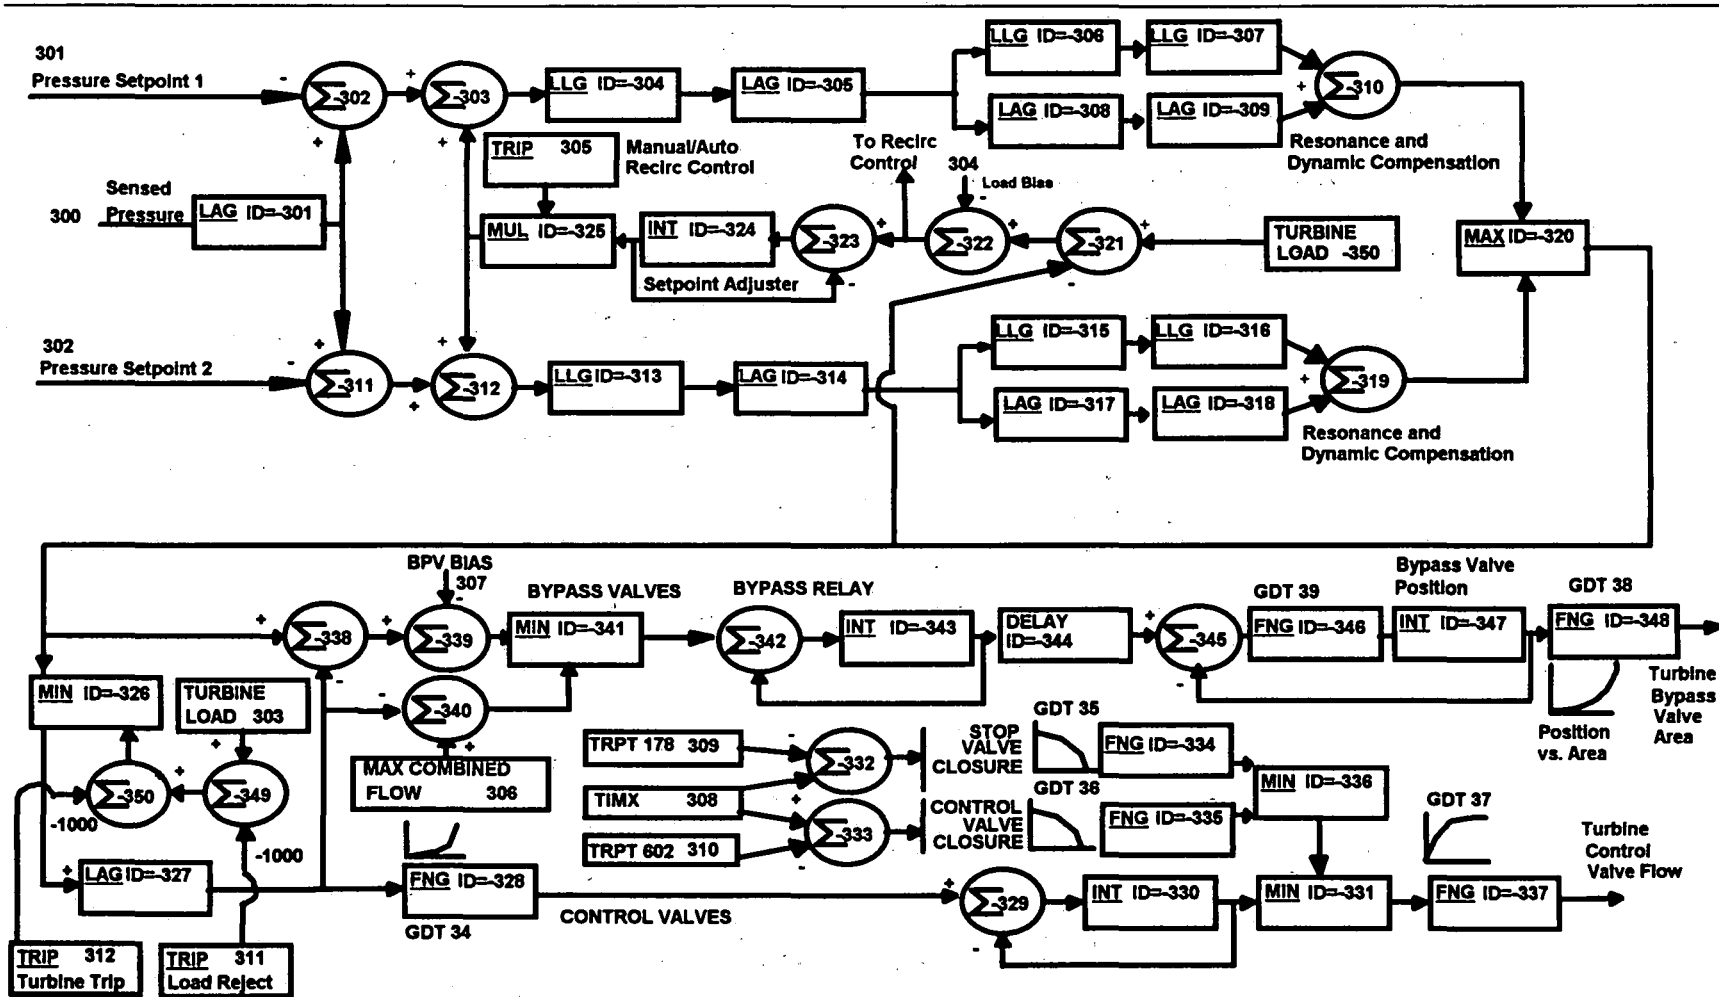 301
Pressure Setpoint 1
Σ-302
Σ-303
LLG ID=-304
LAG ID=-305
LLG ID=-306
LLG ID=-307
LAG ID=-308
LAG ID=-309
Σ-310
Resonance and
Dynamic Compensation
TRIP 305
Manual/Auto
Recirc Control
To Recirc
Control
304
Load Bias
Sensed
Pressure
300
LAG ID=-301
MUL ID=-325
INT ID=-324
Setpoint Adjuster
Σ-323
Σ-322
Σ-321
TURBINE
LOAD -350
MAX ID=-320
302
Pressure Setpoint 2
Σ-311
Σ-312
LLG ID=-313
LAG ID=-314
LLG ID=-315
LLG ID=-316
LAG ID=-317
LAG ID=-318
Σ-319
Resonance and
Dynamic Compensation
BPV BIAS
307
Σ-338
Σ-339
BYPASS VALVES
MIN ID=-341
BYPASS RELAY
Σ-342
INT ID=-343
DELAY
ID=-344
Σ-345
GDT 39
FNG ID=-346
Bypass Valve
Position
INT ID=-347
GDT 38
FNG ID=-348
Position
vs. Area
Turbine
Bypass
Valve
Area
MIN ID=-326
TURBINE
LOAD 303
Σ-340
Σ-350
Σ-349
-1000
-1000
MAX COMBINED
FLOW 306
TRPT 178 309
TIMX 308
TRPT 602 310
Σ-332
Σ-333
STOP
VALVE
CLOSURE
GDT 35
FNG ID=-334
CONTROL
VALVE
CLOSURE
GDT 36
FNG ID=-335
MIN ID=-336
GDT 37
Turbine
Control
Valve Flow
LAG ID=-327
FNG ID=-328
GDT 34
CONTROL VALVES
Σ-329
INT ID=-330
MIN ID=-331
FNG ID=-337
TRIP 312
Turbine Trip
TRIP 311
Load Reject